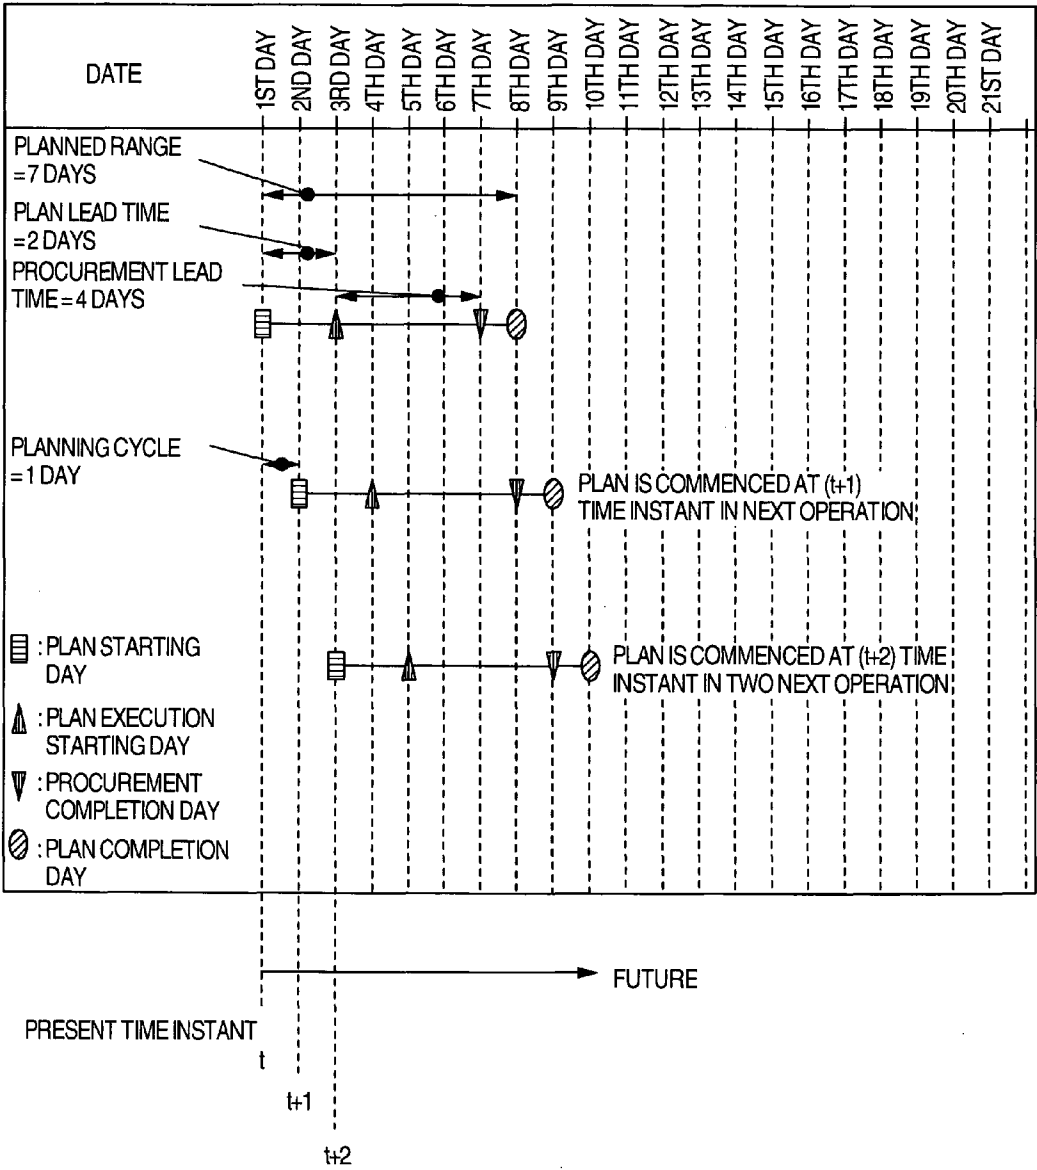 DATE
1ST DAY
2ND DAY
3RD DAY
4TH DAY
5TH DAY
6TH DAY
7TH DAY
8TH DAY
9TH DAY
10TH DAY
11TH DAY
12TH DAY
13TH DAY
14TH DAY
15TH DAY
16TH DAY
17TH DAY
18TH DAY
19TH DAY
20TH DAY
21ST DAY
PLANNED RANGE
=7 DAYS
PLAN LEAD TIME
=2 DAYS
PROCUREMENT LEAD
TIME=4 DAYS
PLANNING CYCLE
=1 DAY
PLAN IS COMMENCED AT (t+1)
TIME INSTANT IN NEXT OPERATION
: PLAN STARTING
DAY
PLAN IS COMMENCED AT (t+2) TIME
INSTANT IN TWO NEXT OPERATION
: PLAN EXECUTION
STARTING DAY
: PROCUREMENT
COMPLETION DAY
: PLAN COMPLETION
DAY
FUTURE
PRESENT TIME INSTANT
t
t+1
t+2